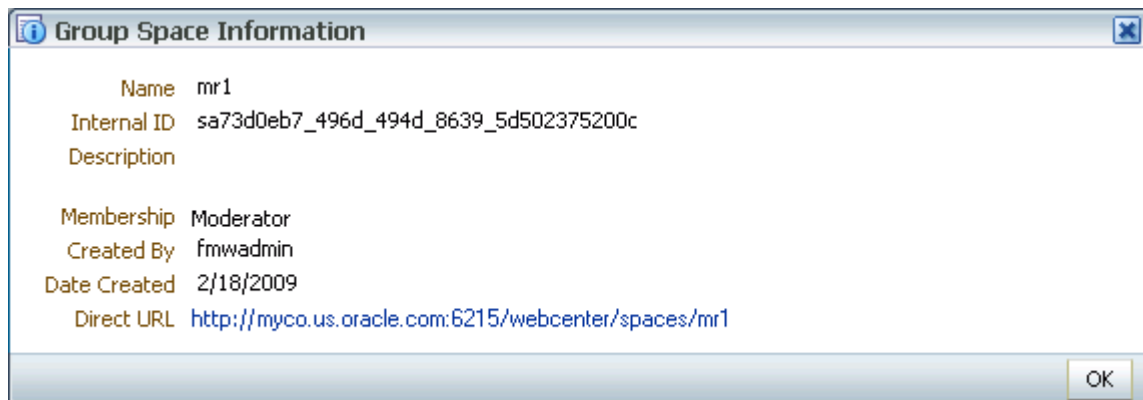 Group Space Information
Name mr1
Internal ID sa73d0eb7_496d_494d_8639_5d502375200c
Description
Membership Moderator
Created By fmwadmin
Date Created 2/18/2009
Direct URL http://myco.us.oracle.com:6215/webcenter/spaces/mr1
OK